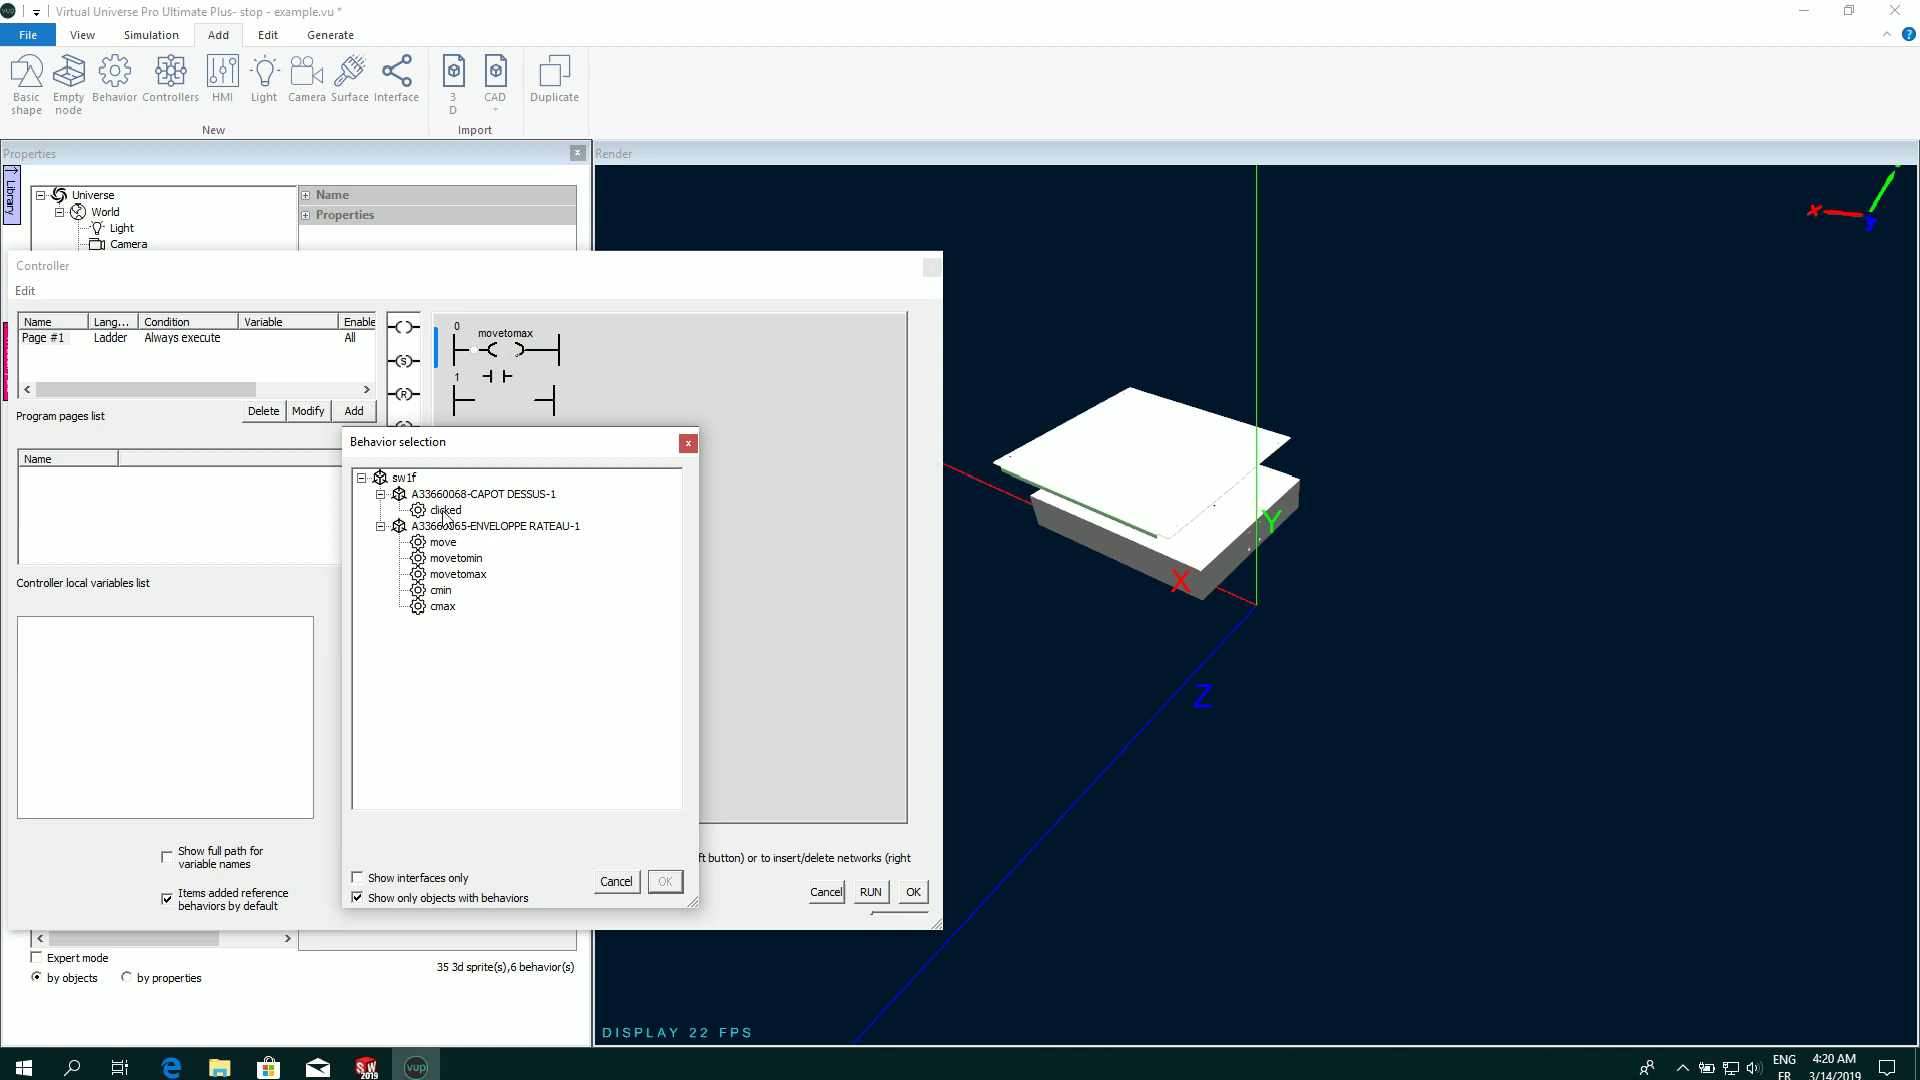 vup
Virtual Universe Pro Ultimate Plus- stop - example.vu *
File
View
Simulation
Add
Edit
Generate
?
Basic shape
Empty node
Behavior
Controllers
HMI
Light
Camera
Surface
Interface
3 D
CAD
Duplicate
New
Import
Properties
x
Render
Library
Universe
World
Light
Camera
Name
Properties
X
Controller
Edit
Name
Lang...
Condition
Variable
Enable
Page #1
Ladder
Always execute
All
S
R
0
movetomax
1
Program pages list
Delete
Modify
Add
Name
Controller local variables list
Behavior selection
x
sw1f
A33660068-CAPOT DESSUS-1
clicked
A33660065-ENVELOPPE RATEAU-1
move
movetomin
movetomax
cmin
cmax
Show interfaces only
Show only objects with behaviors
Cancel
OK
Show full path for
variable names
Items added reference
behaviors by default
ft button) or to insert/delete networks (right
Cancel
RUN
OK
Expert mode
by objects
by properties
35 3d sprite(s),6 behavior(s)
Y
X
Z
DISPLAY 22 FPS
SW
2019
vup
ENG
FR
4:20 AM
3/14/2019